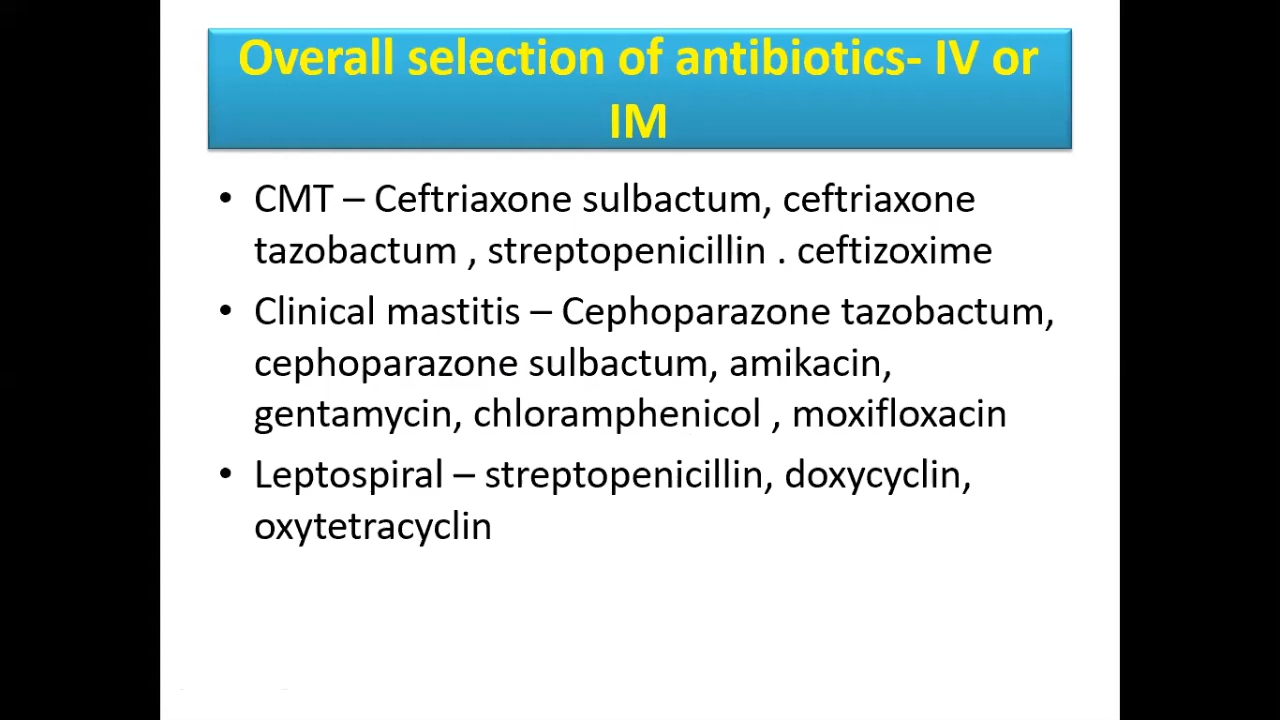 Overall selection of antibiotics- IV or
IM
• CMT – Ceftriaxone sulbactum, ceftriaxone
tazobactum , streptopenicillin . ceftizoxime
• Clinical mastitis – Cephoparazone tazobactum,
cephoparazone sulbactum, amikacin,
gentamycin, chloramphenicol , moxifloxacin
• Leptospiral – streptopenicillin, doxycyclin,
oxytetracyclin